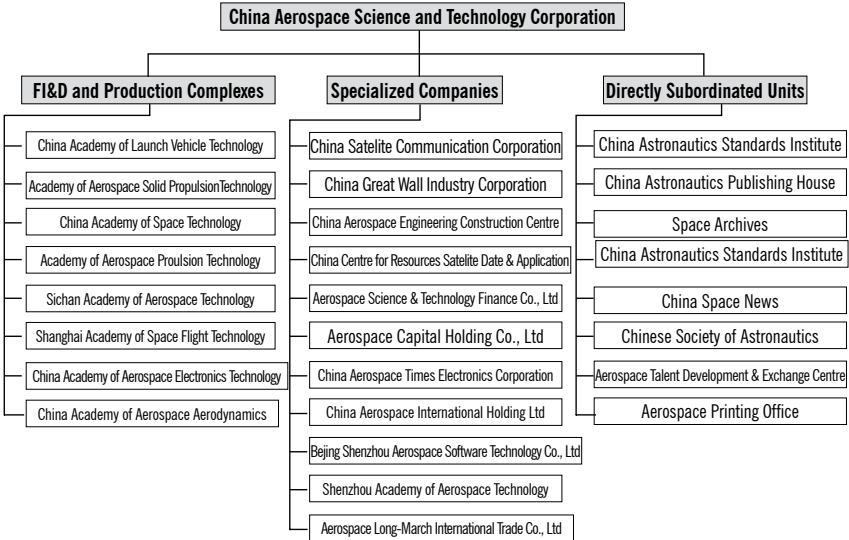 China Aerospace Science and Technology Corporation
FI&D and Production Complexes
China Academy of Launch Vehicle Technology
Academy of Aerospace Solid PropulsionTechnology
China Academy of Space Technology
Academy of Aerospace Proulsion Technology
Sichan Academy of Aerospace Technology
Shanghai Academy of Space Flight Technology
China Academy of Aerospace Electronics Technology
China Academy of Aerospace Aerodynamics
Specialized Companies
China Satelite Communication Corporation
China Great Wall Industry Corporation
China Aerospace Engineering Construction Centre
China Centre for Resources Satelite Date & Application
Aerospace Science & Technology Finance Co., Ltd
Aerospace Capital Holding Co., Ltd
China Aerospace Times Electronics Corporation
China Aerospace International Holding Ltd
Bejing Shenzhou Aerospace Software Technology Co., Ltd
Shenzhou Academy of Aerospace Technology
Aerospace Long-March International Trade Co., Ltd
Directly Subordinated Units
China Astronautics Standards Institute
China Astronautics Publishing House
Space Archives
China Astronautics Standards Institute
China Space News
Chinese Society of Astronautics
Aerospace Talent Development & Exchange Centre
Aerospace Printing Office